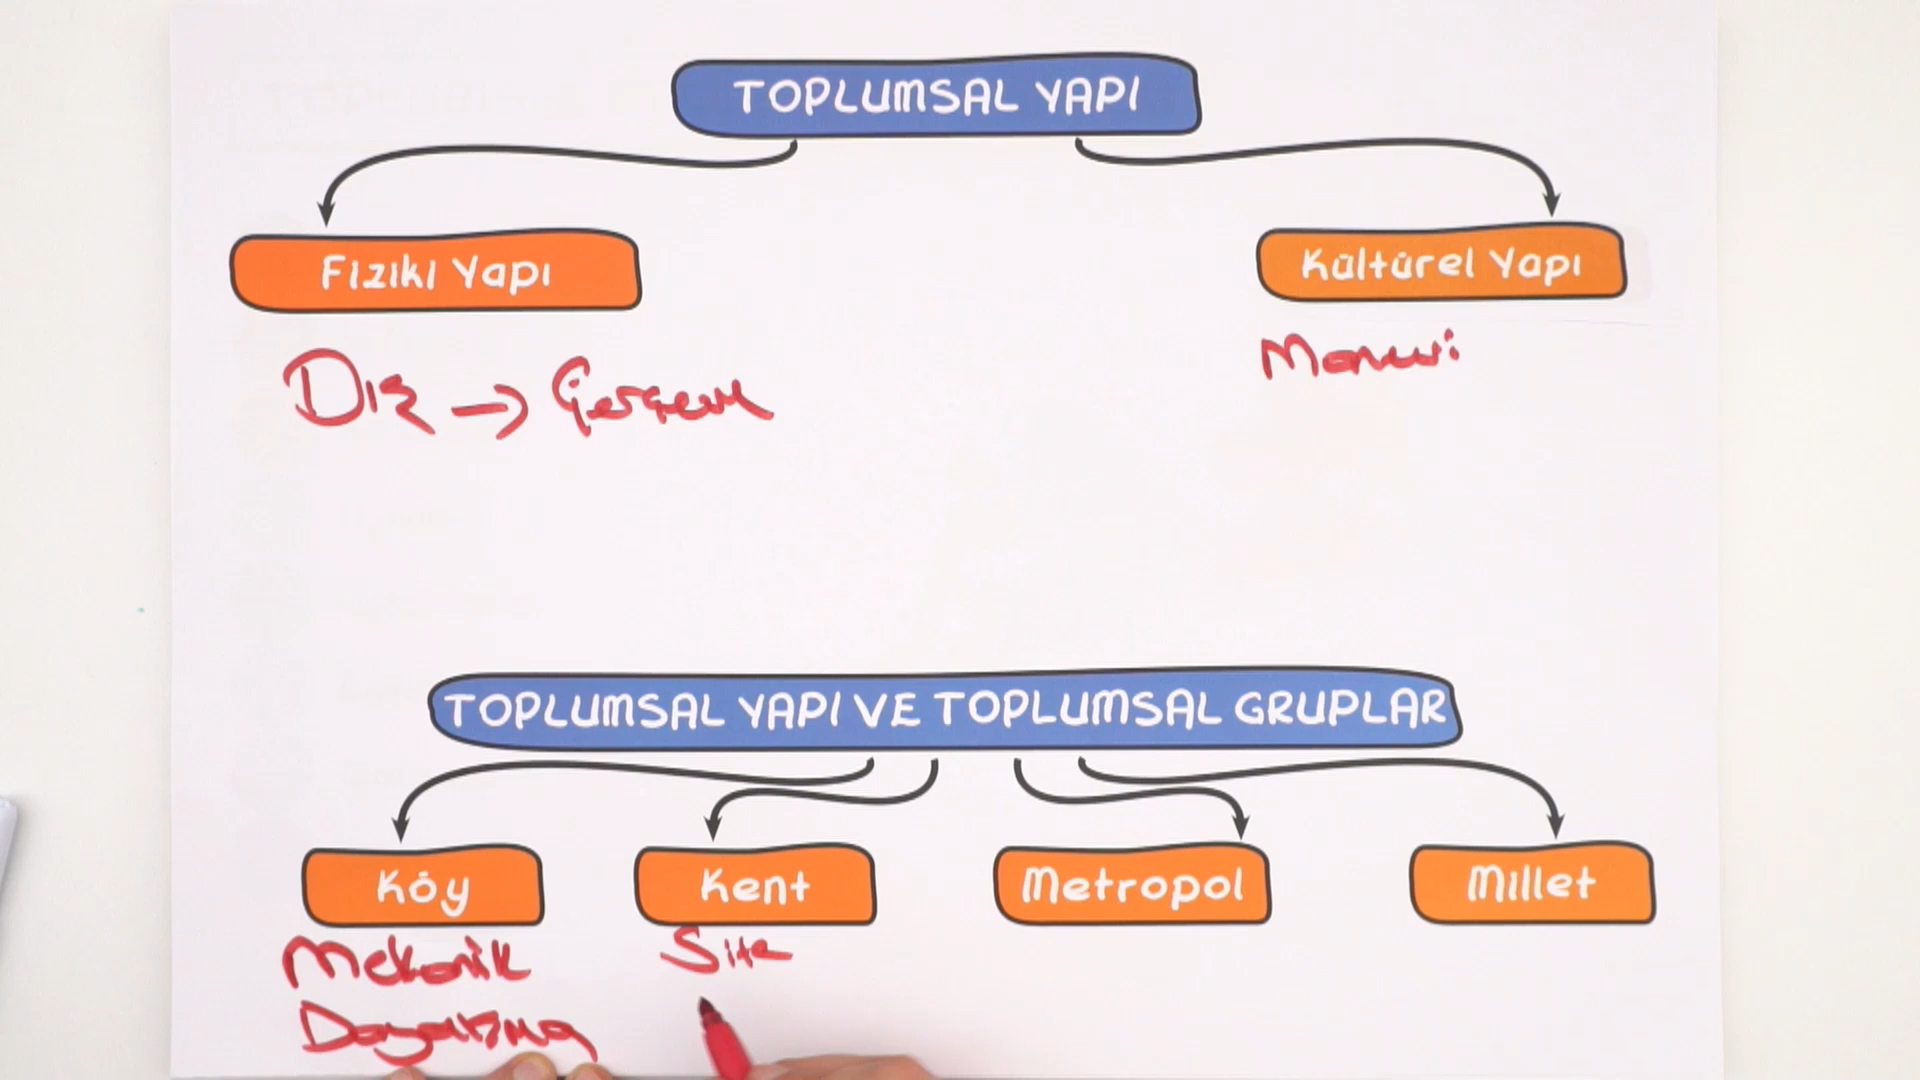 TOPLUMSAL YAPI
Fiziki Yapı
Kültürel Yapı
Dış → Çerçeve
Manevi
TOPLUMSAL YAPI VE TOPLUMSAL GRUPLAR
Köy
Kent
Metropol
Millet
Mekanik
Dayanışma
Site